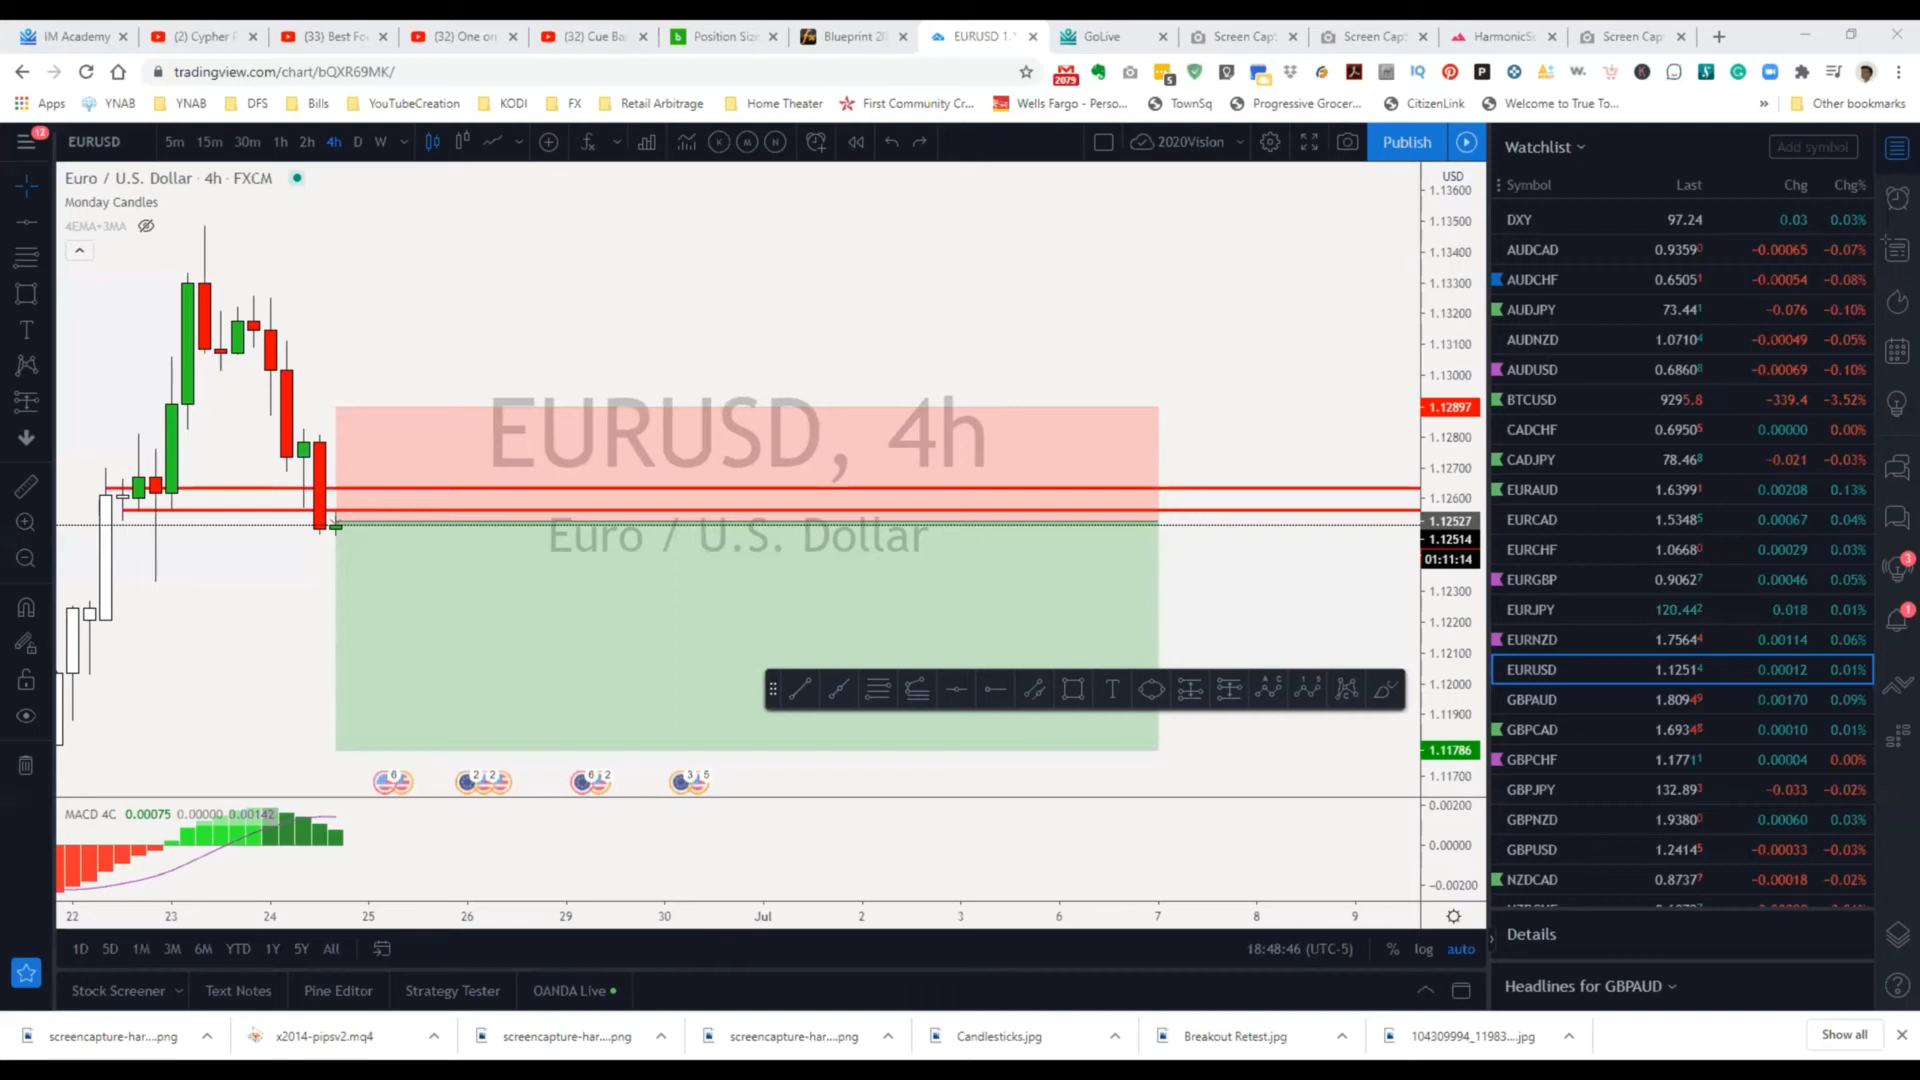 IM Academy
(2) Cypher
(33) Best Fo
(32) One on
(32) Cue Ba
Position Siz
Blueprint 20
EURUSD 1.
GoLive
Screen Cap
Screen Cap
HarmonicS
Screen Cap
tradingview.com/chart/bQXR69MK/
2079
5
Apps
YNAB
YNAB
DFS
Bills
YouTubeCreation
KODI
FX
Retail Arbitrage
Home Theater
First Community Cr...
Wells Fargo - Perso...
TownSq
Progressive Grocer...
CitizenLink
Welcome to True To...
»
Other bookmarks
12
EURUSD
5m 15m 30m 1h 2h 4h D W
K M N
2020Vision
Publish
Watchlist
Add symbol
Euro / U.S. Dollar · 4h · FXCM
Monday Candles
4EMA+3MA
EURUSD, 4h
Euro / U.S. Dollar
USD
1.13600
1.13500
1.13400
1.13300
1.13200
1.13100
1.13000
1.12897
1.12800
1.12700
1.12600
1.12527
1.12514
01:11:14
1.12300
1.12200
1.12100
1.12000
1.11900
1.11786
1.11700
6
2 2
6 2
3 5
MACD 4C 0.00075 0.00000 0.00142
0.00200
0.00000
-0.00200
22 23 24 25 26 29 30 Jul 2 3 6 7 8 9
1D 5D 1M 3M 6M YTD 1Y 5Y All
18:48:46 (UTC-5)
% log auto
Stock Screener
Text Notes
Pine Editor
Strategy Tester
OANDA Live
Symbol Last Chg Chg%
DXY 97.24 0.03 0.03%
AUDCAD 0.93590 -0.00065 -0.07%
AUDCHF 0.65051 -0.00054 -0.08%
AUDJPY 73.441 -0.076 -0.10%
AUDNZD 1.07104 -0.00049 -0.05%
AUDUSD 0.68608 -0.00069 -0.10%
BTCUSD 9295.8 -339.4 -3.52%
CADCHF 0.69505 0.00000 0.00%
CADJPY 78.468 -0.021 -0.03%
EURAUD 1.63991 0.00208 0.13%
EURCAD 1.53485 0.00067 0.04%
EURCHF 1.06680 0.00029 0.03%
EURGBP 0.90627 0.00046 0.05%
EURJPY 120.442 0.018 0.01%
EURNZD 1.75644 0.00114 0.06%
EURUSD 1.12514 0.00012 0.01%
GBPAUD 1.80949 0.00170 0.09%
GBPCAD 1.69348 0.00010 0.01%
GBPCHF 1.17711 0.00004 0.00%
GBPJPY 132.893 -0.033 -0.02%
GBPNZD 1.93800 0.00060 0.03%
GBPUSD 1.24145 -0.00033 -0.03%
NZDCAD 0.87377 -0.00018 -0.02%
3
1
Details
Headlines for GBPAUD
screencapture-har....png
x2014-pipsv2.mq4
screencapture-har....png
screencapture-har....png
Candlesticks.jpg
Breakout Retest.jpg
104309994_11983....jpg
Show all